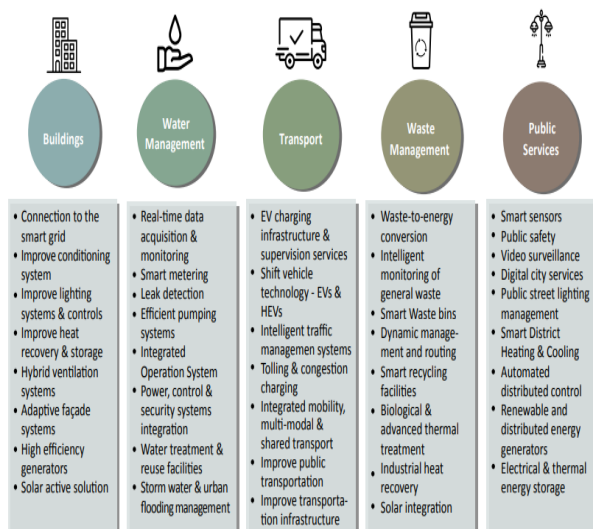 Buildings
Water
Management
Transport
Waste
Management
Public
Services
• Connection to the
smart grid
• Improve conditioning
system
• Improve lighting
systems & controls
• Improve heat
recovery & storage
• Hybrid ventilation
systems
• Adaptive façade
systems
• High efficiency
generators
• Solar active solution
• Real-time data
acquisition &
monitoring
• Smart metering
• Leak detection
• Efficient pumping
systems
• Integrated
Operation System
• Power, control &
security systems
integration
• Water treatment &
reuse facilities
• Storm water & urban
flooding management
• EV charging
infrastructure &
supervision services
• Shift vehicle
technology - EVs &
HEVs
• Intelligent traffic
managemen systems
• Tolling & congestion
charging
• Integrated mobility,
multi-modal &
shared transport
• Improve public
transportation
• Improve transporta-
tion infrastructure
• Waste-to-energy
conversion
• Intelligent
monitoring of
general waste
• Smart Waste bins
• Dynamic manage-
ment and routing
• Smart recycling
facilities
• Biological &
advanced thermal
treatment
• Industrial heat
recovery
• Solar integration
• Smart sensors
• Public safety
• Video surveillance
• Digital city services
• Public street lighting
management
• Smart District
Heating & Cooling
• Automated
distributed control
• Renewable and
distributed energy
generators
• Electrical & thermal
energy storage